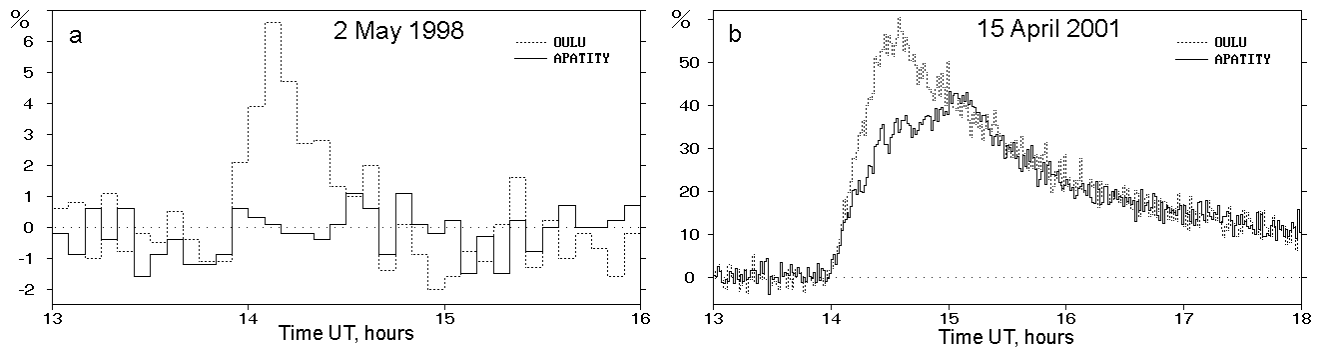 %
a
2 May 1998
OULU
APATITY
6
5
4
3
2
1
0
-1
-2
13
14
15
16
Time UT, hours
%
b
15 April 2001
OULU
APATITY
50
40
30
20
10
0
13
14
15
16
17
18
Time UT, hours